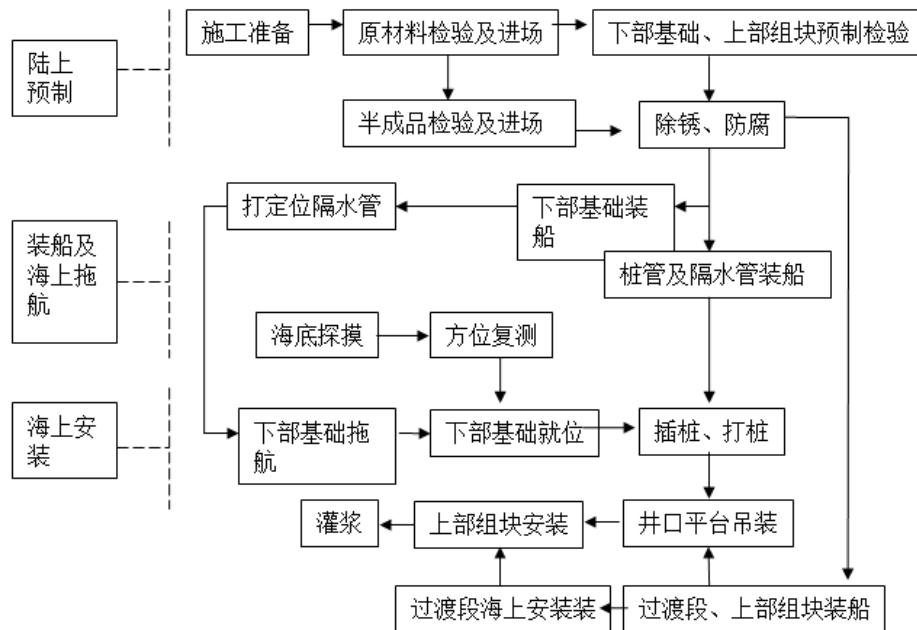 施工准备
原材料检验及进场
下部基础、上部组块预制检验
陆上
预制
半成品检验及进场
除锈、防腐
打定位隔水管
下部基础装
船
装船及
海上拖
航
桩管及隔水管装船
海底探摸
方位复测
海上安
装
下部基础拖
航
下部基础就位
插桩、打桩
灌浆
上部组块安装
井口平台吊装
过渡段海上安装装
过渡段、上部组块装船